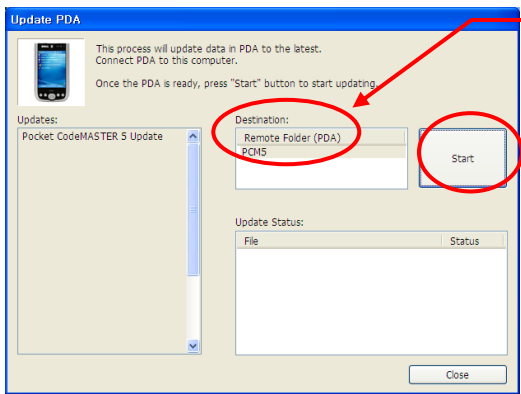 Update PDA
This process will update data in PDA to the latest.
Connect PDA to this computer.
Once the PDA is ready, press "Start" button to start updating.
Updates:
Pocket CodeMASTER 5 Update
Destination:
Remote Folder (PDA)
PCM5
Start
Update Status:
File Status
Close